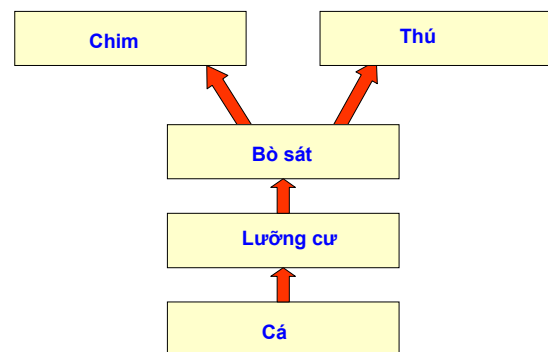 Chim
Thú
Bò sát
Lưỡng cư
Cá